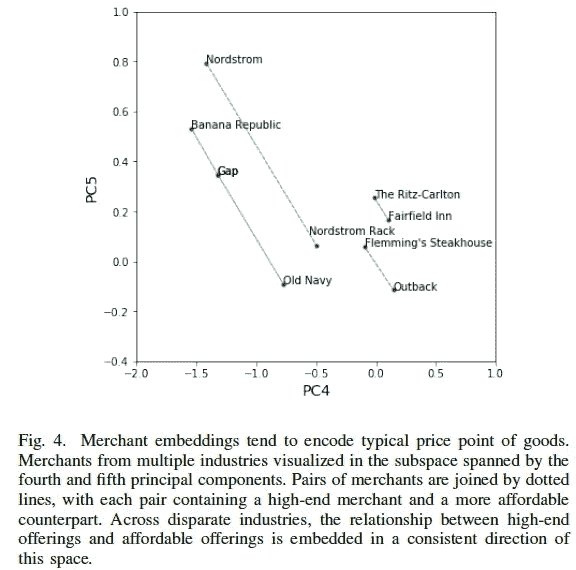 1.0
Nordstrom
0.8
0.6
Banana Republic
0.4
Gap
PC5
The Ritz-Carlton
0.2
Fairfield Inn
Nordstrom Rack
Flemming's Steakhouse
0.0
Old Navy
Outback
−0.2
−0.4
−2.0 −1.5 −1.0 −0.5 0.0 0.5 1.0
PC4
Fig. 4. Merchant embeddings tend to encode typical price point of goods.
Merchants from multiple industries visualized in the subspace spanned by the
fourth and fifth principal components. Pairs of merchants are joined by dotted
lines, with each pair containing a high-end merchant and a more affordable
counterpart. Across disparate industries, the relationship between high-end
offerings and affordable offerings is embedded in a consistent direction of
this space.